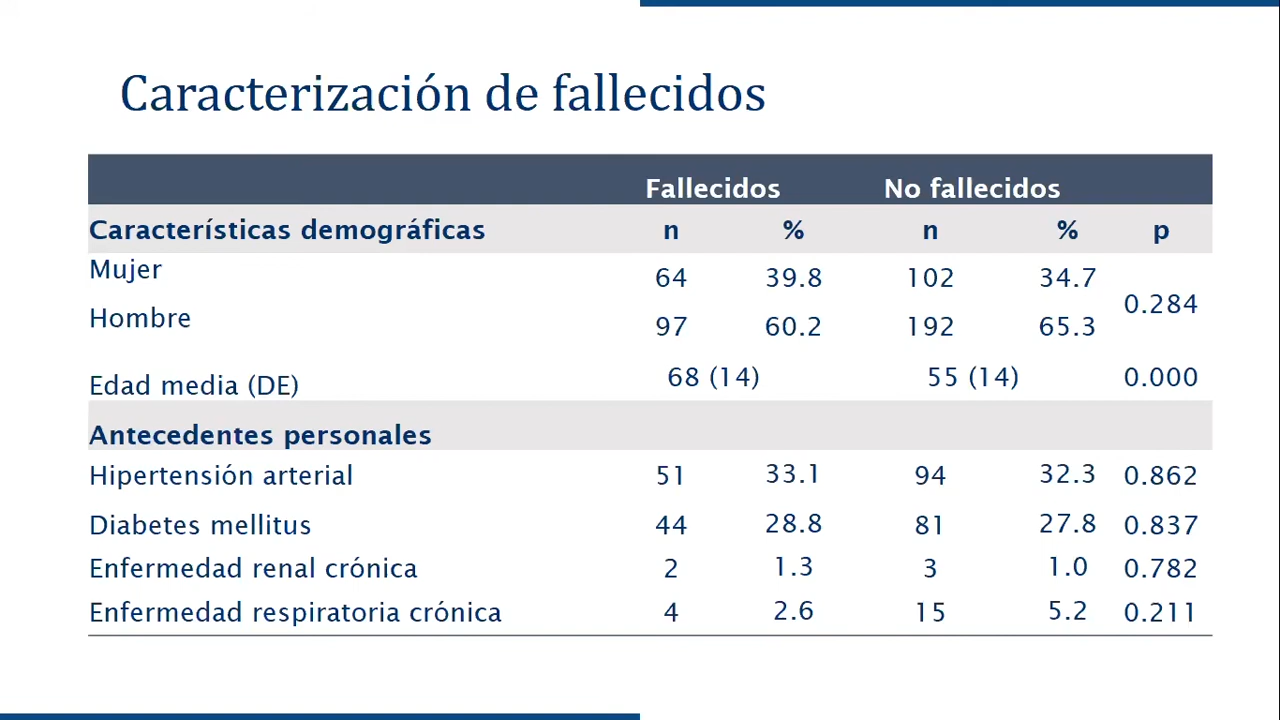 Caracterización de fallecidos
Fallecidos No fallecidos
Características demográficas n % n % p
Mujer 64 39.8 102 34.7
0.284
Hombre 97 60.2 192 65.3
Edad media (DE) 68 (14) 55 (14) 0.000
Antecedentes personales
Hipertensión arterial 51 33.1 94 32.3 0.862
Diabetes mellitus 44 28.8 81 27.8 0.837
Enfermedad renal crónica 2 1.3 3 1.0 0.782
Enfermedad respiratoria crónica 4 2.6 15 5.2 0.211